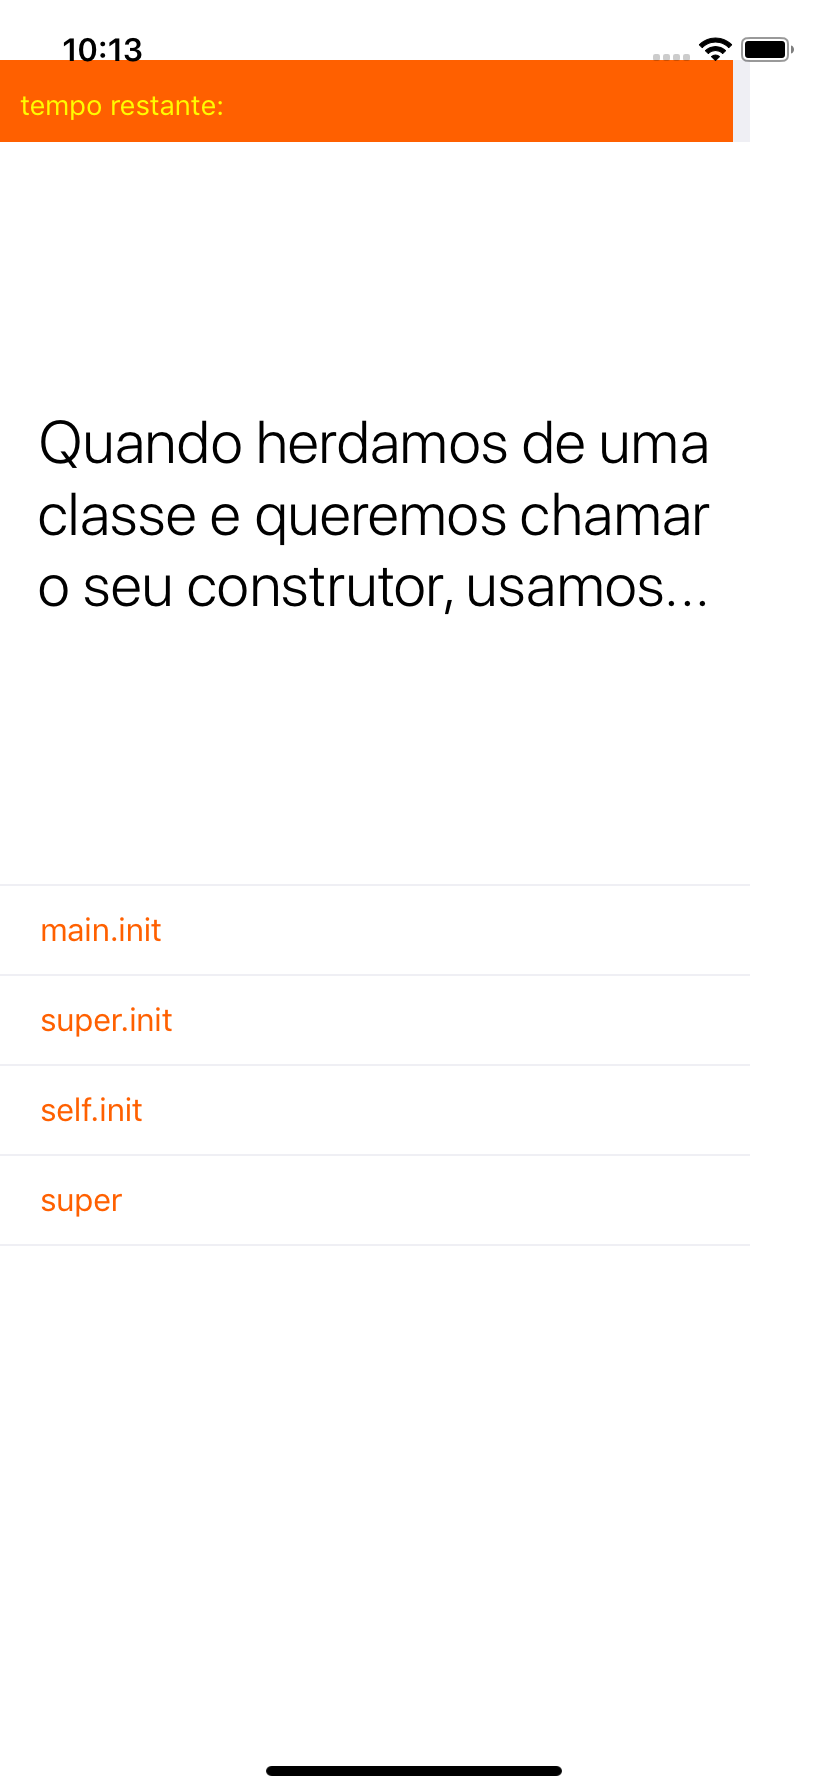 10:13
tempo restante:
Quando herdamos de uma
classe e queremos chamar
o seu construtor, usamos...
main.init
super.init
self.init
super